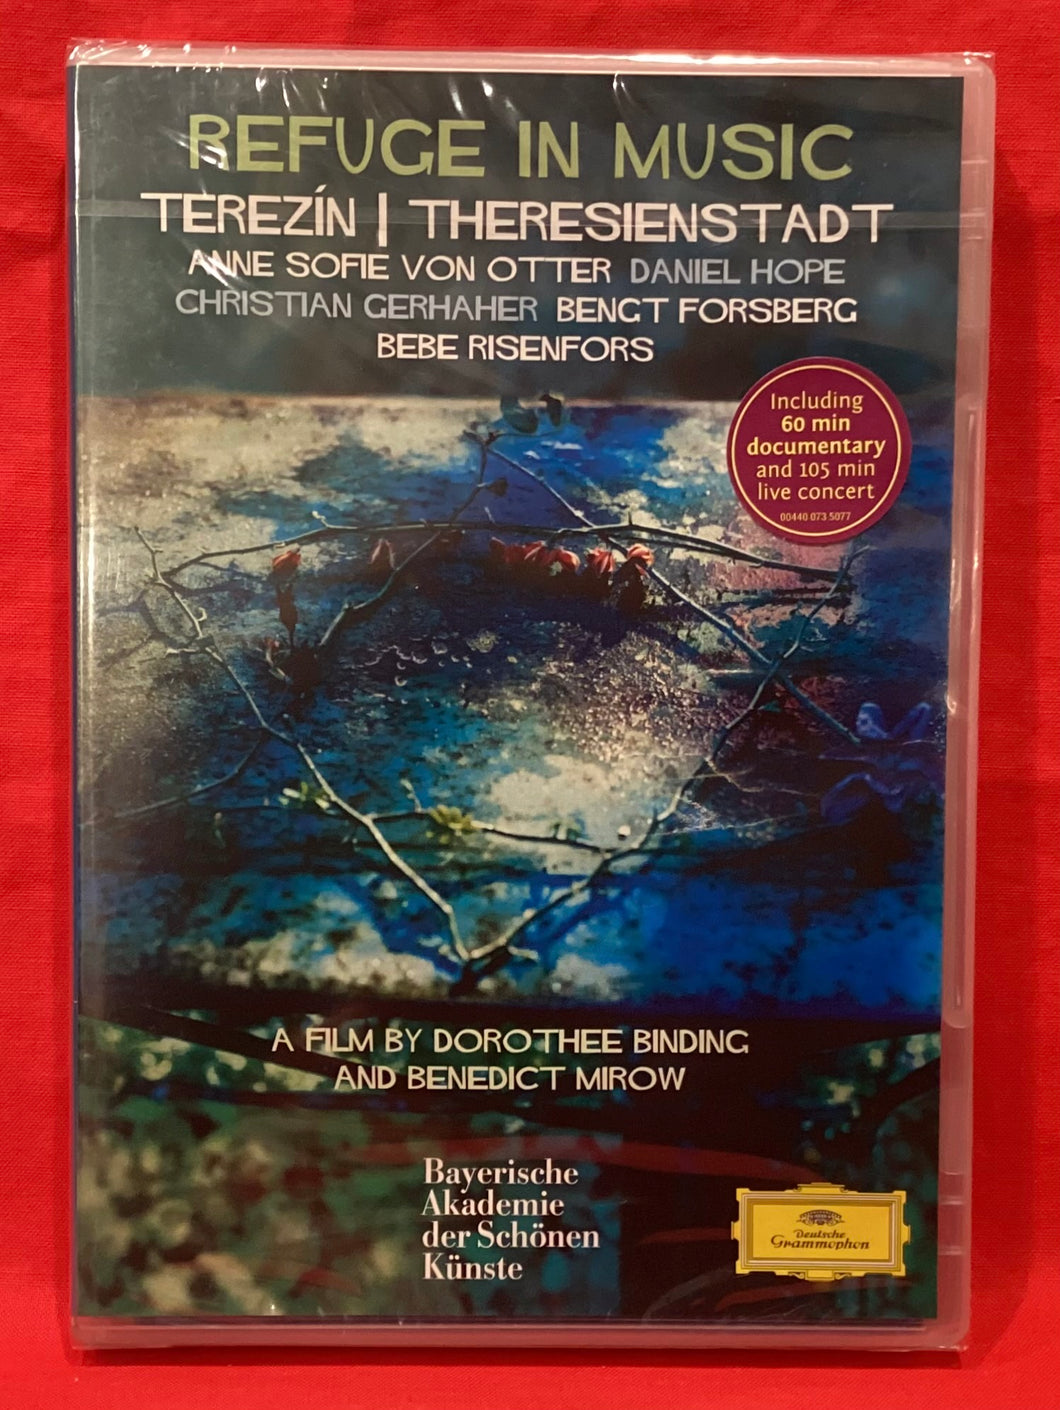 REFUGE IN MUSIC
TEREZÍN | THERESIENSTADT
ANNE SOFIE VON OTTER DANIEL HOPE
CHRISTIAN GERHAHER BENGT FORSBERG
BEBE RISENFORS
Including
60 min
documentary
and 105 min
live concert
00440 073 5077
A FILM BY DOROTHEE BINDING
AND BENEDICT MIROW
Bayerische
Akademie
der Schönen
Künste
Deutsche
Grammophon